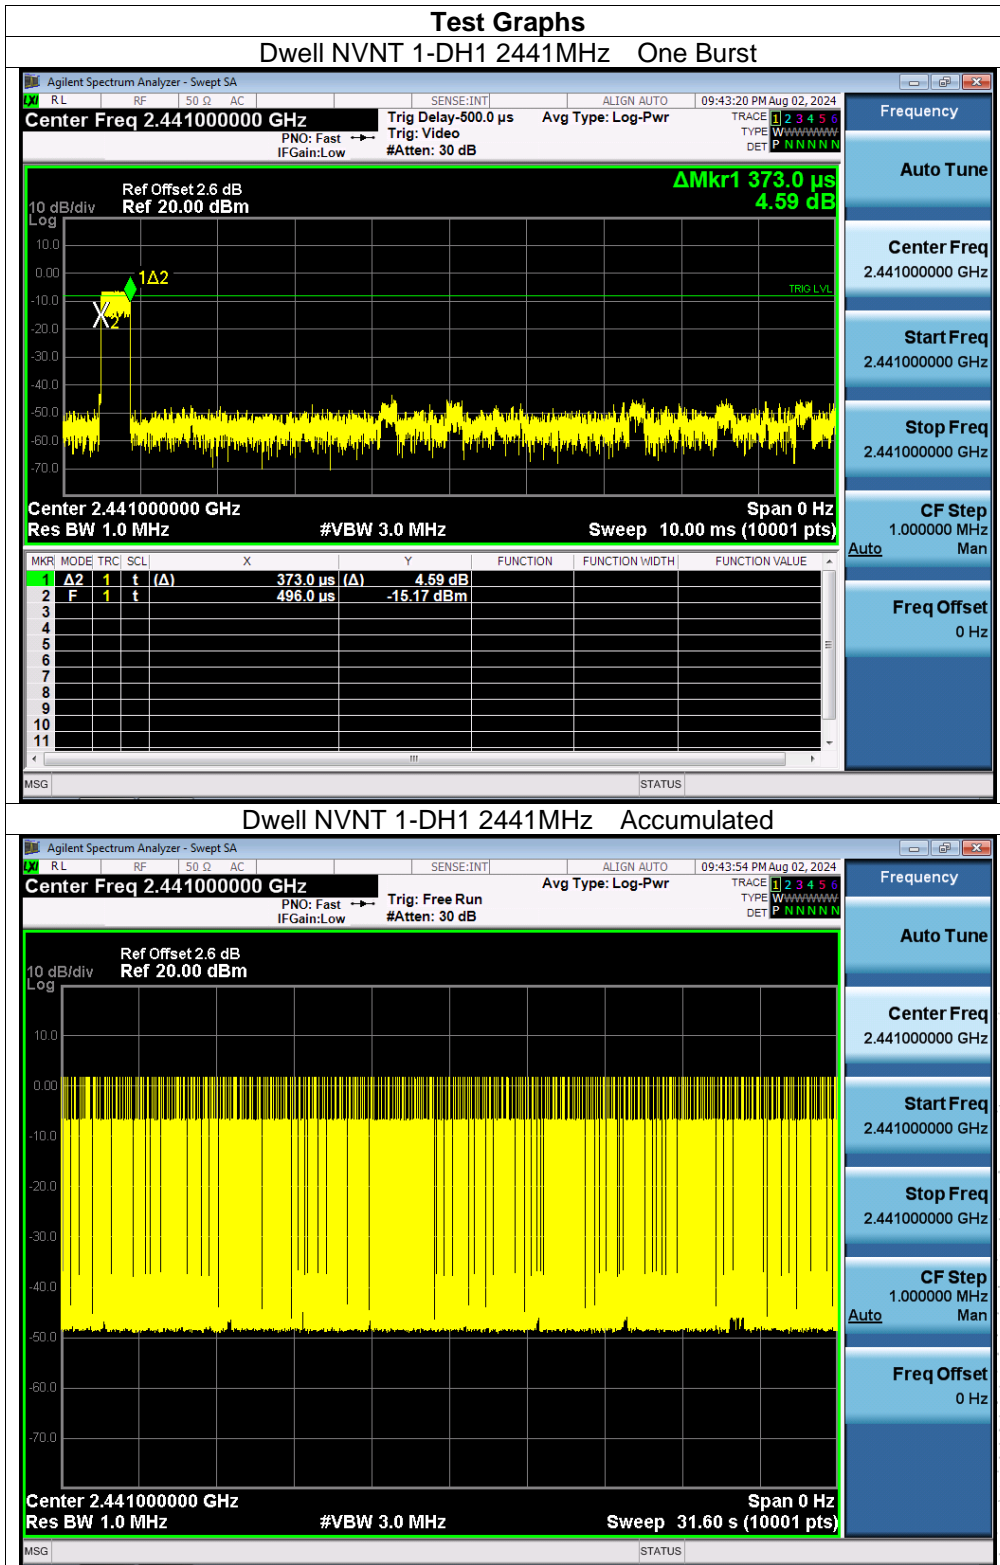 Test Graphs
Dwell NVNT 1-DH1 2441MHz One Burst
Agilent Spectrum Analyzer - Swept SA
LXI RL RF 50 Ω AC SENSE:INT ALIGN AUTO 09:43:20 PM Aug 02, 2024
Center Freq 2.441000000 GHz Trig Delay-500.0 µs Avg Type: Log-Pwr TRACE 1 2 3 4 5 6
PNO: Fast Trig: Video TYPE WWWWWW
IFGain:Low #Atten: 30 dB DET P N N N N N
Frequency
Auto Tune
Center Freq
2.441000000 GHz
Start Freq
2.441000000 GHz
Stop Freq
2.441000000 GHz
CF Step
1.000000 MHz
Auto Man
Freq Offset
0 Hz
ΔMkr1 373.0 µs
4.59 dB
Ref Offset 2.6 dB
10 dB/div Ref 20.00 dBm
Log
10.0
0.00
-10.0
-20.0
-30.0
-40.0
-50.0
-60.0
-70.0
1Δ2
TRIG LVL
X2
Center 2.441000000 GHz Span 0 Hz
Res BW 1.0 MHz #VBW 3.0 MHz Sweep 10.00 ms (10001 pts)
MKR MODE TRC SCL X Y FUNCTION FUNCTION WIDTH FUNCTION VALUE
1 Δ2 1 t (Δ) 373.0 µs (Δ) 4.59 dB
2 F 1 t 496.0 µs -15.17 dBm
3
4
5
6
7
8
9
10
11
MSG STATUS
Dwell NVNT 1-DH1 2441MHz Accumulated
Agilent Spectrum Analyzer - Swept SA
LXI RL RF 50 Ω AC SENSE:INT ALIGN AUTO 09:43:54 PM Aug 02, 2024
Center Freq 2.441000000 GHz Avg Type: Log-Pwr TRACE 1 2 3 4 5 6
PNO: Fast Trig: Free Run TYPE WWWWWW
IFGain:Low #Atten: 30 dB DET P N N N N N
Frequency
Auto Tune
Center Freq
2.441000000 GHz
Start Freq
2.441000000 GHz
Stop Freq
2.441000000 GHz
CF Step
1.000000 MHz
Auto Man
Freq Offset
0 Hz
Ref Offset 2.6 dB
10 dB/div Ref 20.00 dBm
Log
10.0
0.00
-10.0
-20.0
-30.0
-40.0
-50.0
-60.0
-70.0
Center 2.441000000 GHz Span 0 Hz
Res BW 1.0 MHz #VBW 3.0 MHz Sweep 31.60 s (10001 pts)
MSG STATUS